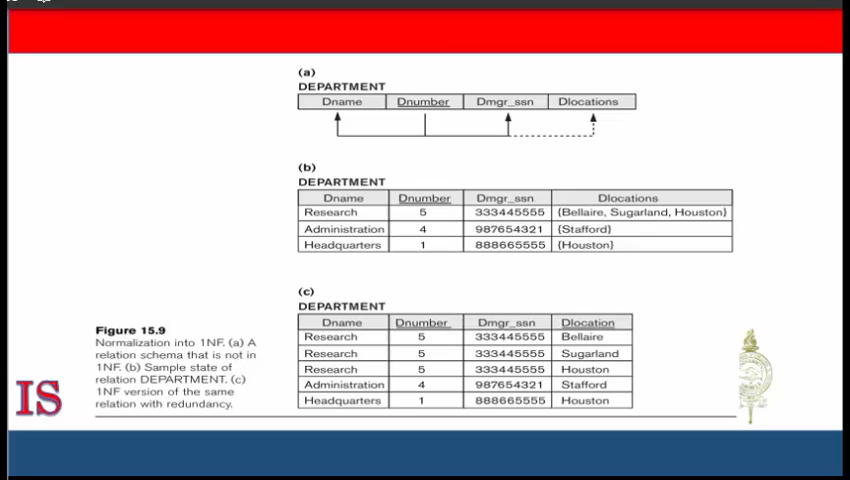 (a)
DEPARTMENT
Dname Dnumber Dmgr_ssn Dlocations
(b)
DEPARTMENT
Dname Dnumber Dmgr_ssn Dlocations
Research 5 333445555 {Bellaire, Sugarland, Houston}
Administration 4 987654321 {Stafford}
Headquarters 1 888665555 {Houston}
(c)
DEPARTMENT
Dname Dnumber Dmgr_ssn Dlocation
Research 5 333445555 Bellaire
Research 5 333445555 Sugarland
Research 5 333445555 Houston
Administration 4 987654321 Stafford
Headquarters 1 888665555 Houston
Figure 15.9
Normalization into 1NF. (a) A
relation schema that is not in
1NF. (b) Sample state of
relation DEPARTMENT. (c)
1NF version of the same
relation with redundancy.
IS